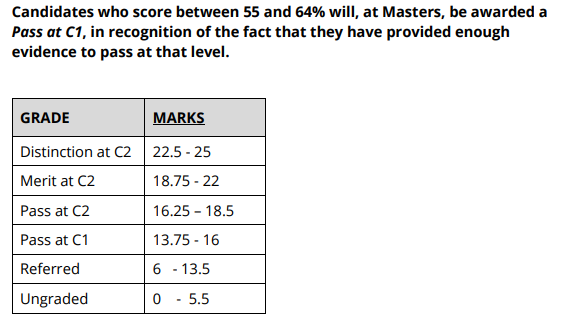 Candidates who score between 55 and 64% will, at Masters, be awarded a
Pass at C1, in recognition of the fact that they have provided enough
evidence to pass at that level.
GRADE MARKS
Distinction at C2 22.5 - 25
Merit at C2 18.75 - 22
Pass at C2 16.25 – 18.5
Pass at C1 13.75 - 16
Referred 6 - 13.5
Ungraded 0 - 5.5